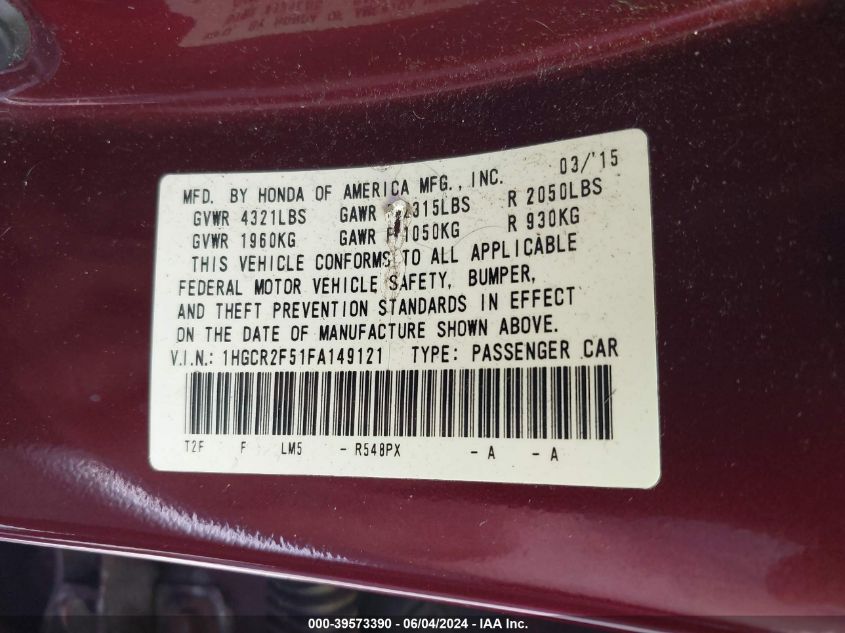 MFD. BY HONDA OF AMERICA MFG., INC. 03/'15
GVWR 4321LBS GAWR 2315LBS R 2050LBS
GVWR 1960KG GAWR F 1050KG R 930KG
THIS VEHICLE CONFORMS TO ALL APPLICABLE
FEDERAL MOTOR VEHICLE SAFETY, BUMPER,
AND THEFT PREVENTION STANDARDS IN EFFECT
ON THE DATE OF MANUFACTURE SHOWN ABOVE.
V.I.N.: 1HGCR2F51FA149121 TYPE: PASSENGER CAR
T2F F LM5 - R548PX - A - A
000-39573390 - 06/04/2024 - IAAI, Inc.